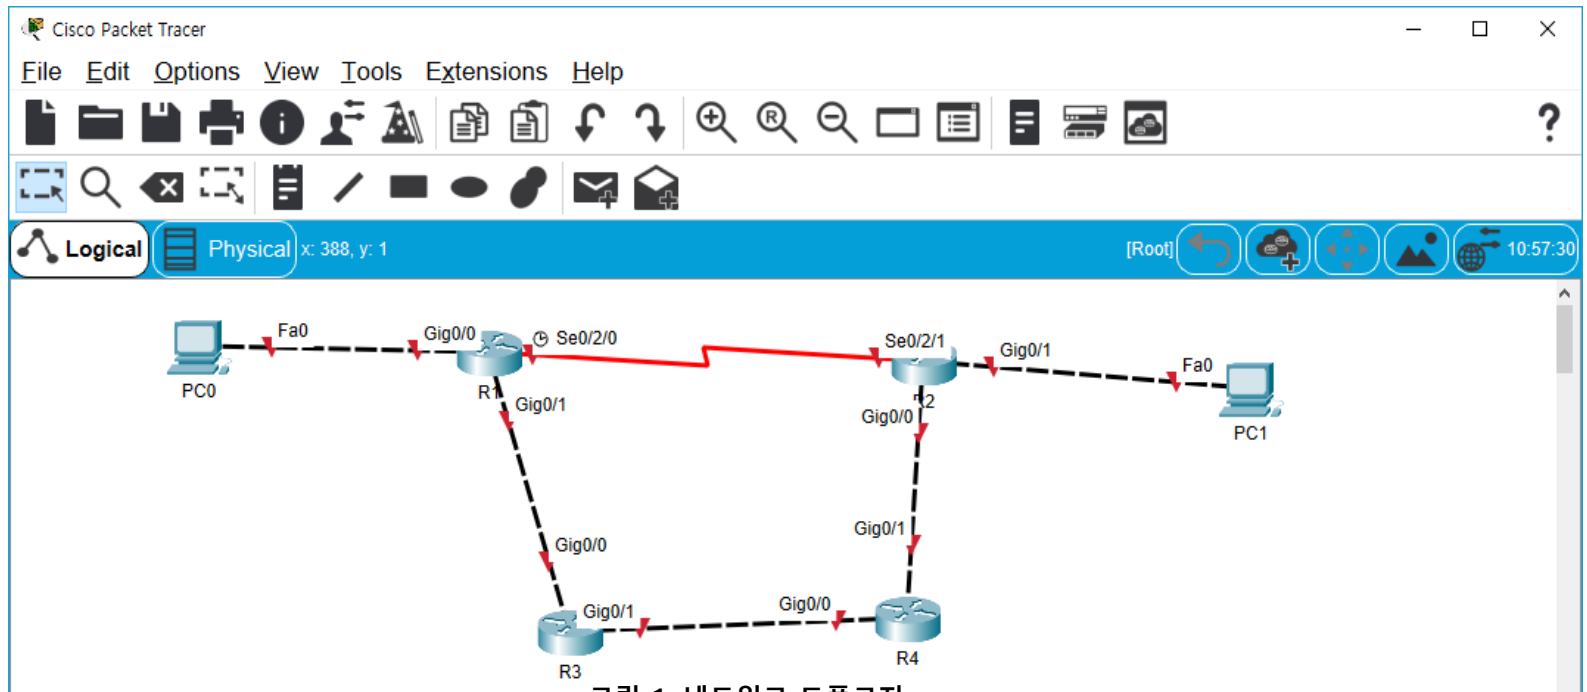 Cisco Packet Tracer
File Edit Options View Tools Extensions Help
R
?
Logical Physical x: 388, y: 1 [Root] 10:57:30
Fa0 Gig0/0 Se0/2/0 Se0/2/1 Gig0/1 Fa0
PC0 R1 Gig0/1 Gig0/0 R2 PC1
Gig0/0 Gig0/1
Gig0/1 Gig0/0
R3 R4